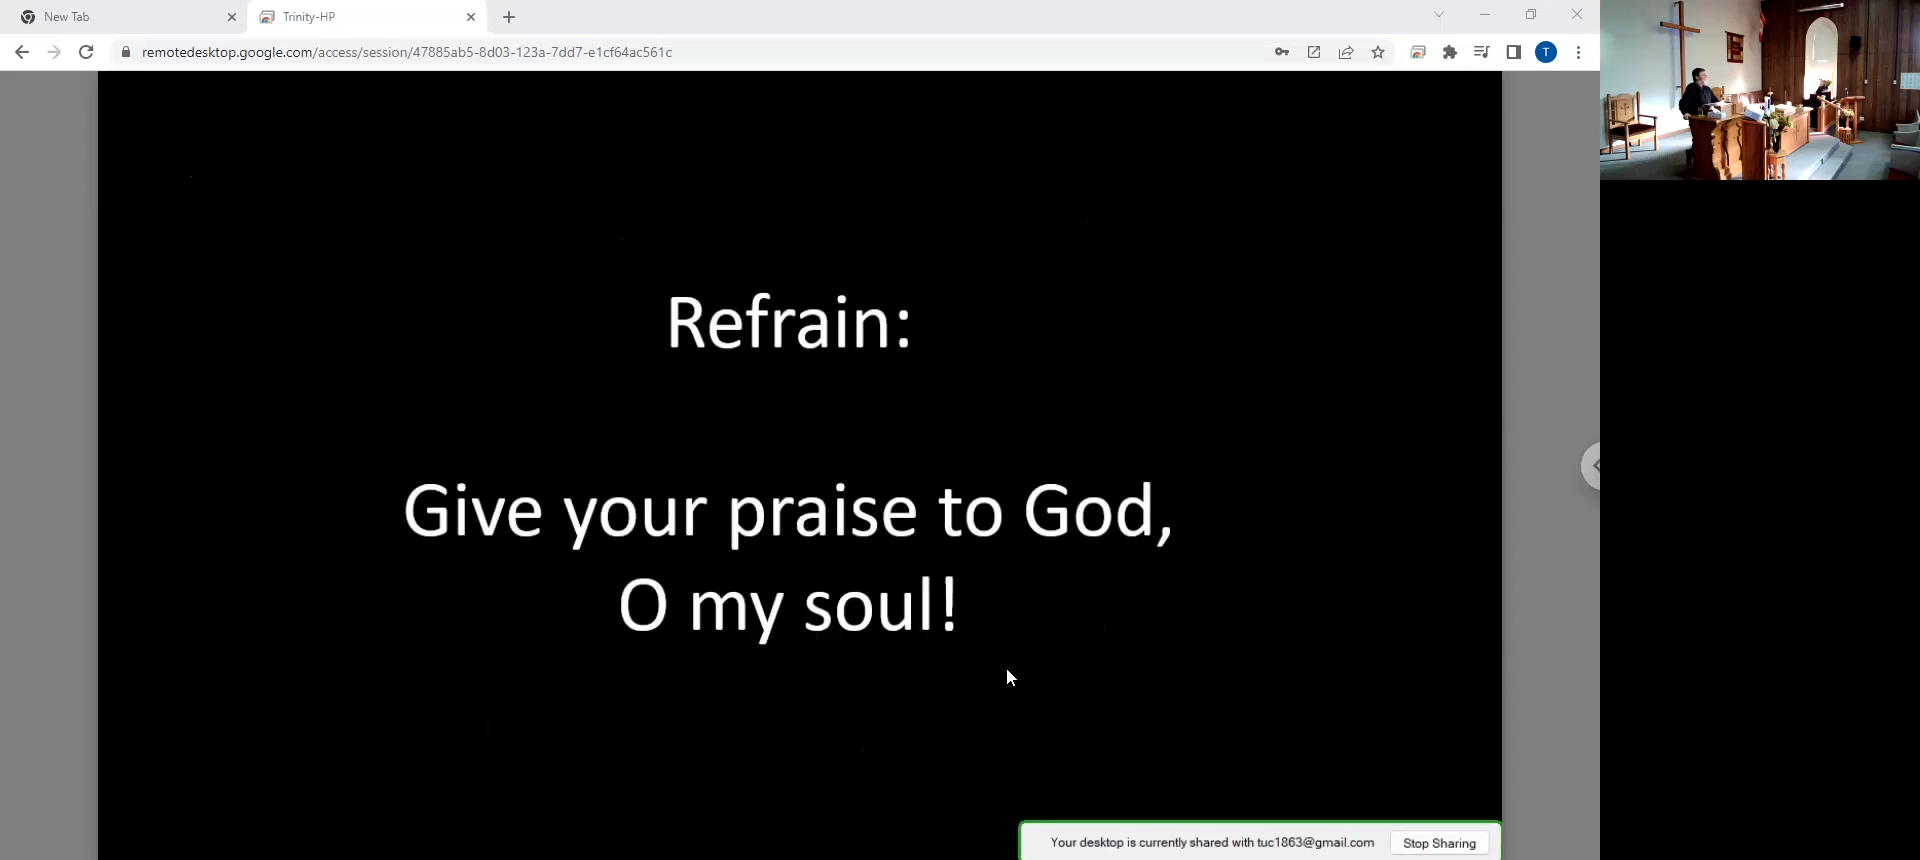 New Tab
Trinity-HP
remotedesktop.google.com/access/session/47885ab5-8d03-123a-7dd7-e1cf64ac561c
T
Refrain:
Give your praise to God,
O my soul!
Your desktop is currently shared with tuc1863@gmail.com
Stop Sharing